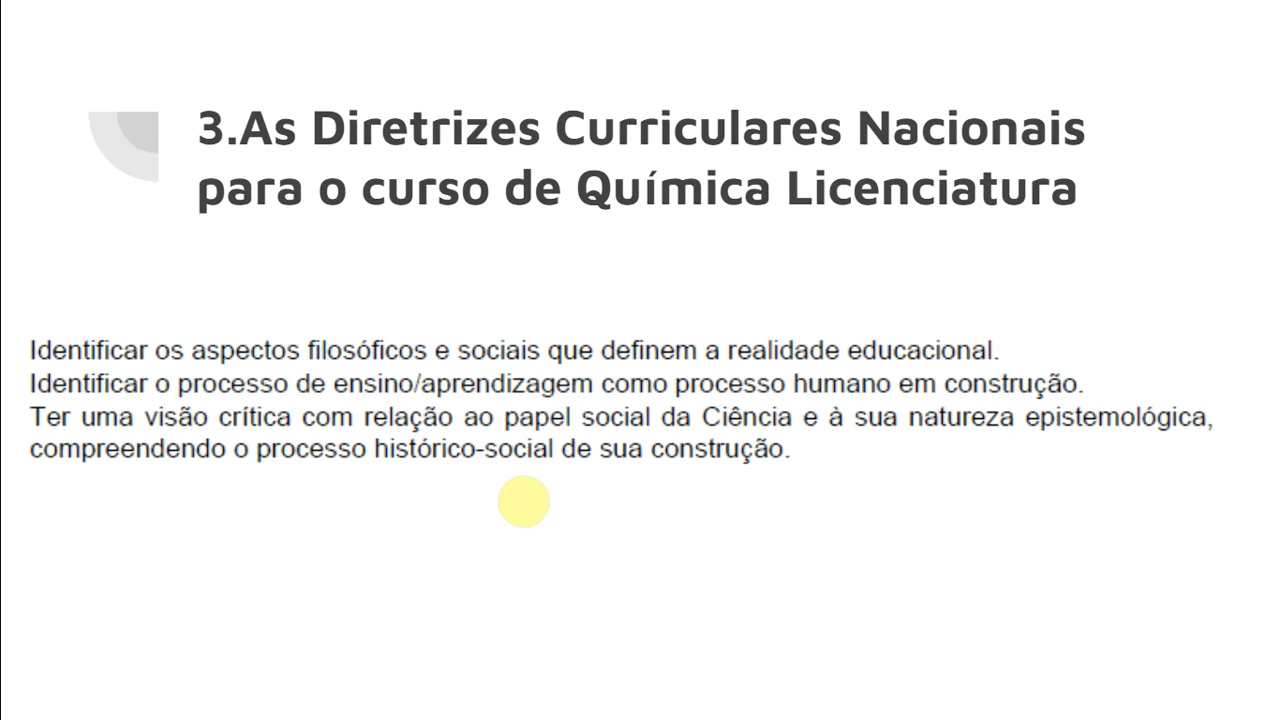 3.As Diretrizes Curriculares Nacionais
para o curso de Química Licenciatura
Identificar os aspectos filosóficos e sociais que definem a realidade educacional.
Identificar o processo de ensino/aprendizagem como processo humano em construção.
Ter uma visão crítica com relação ao papel social da Ciência e à sua natureza epistemológica,
compreendendo o processo histórico-social de sua construção.